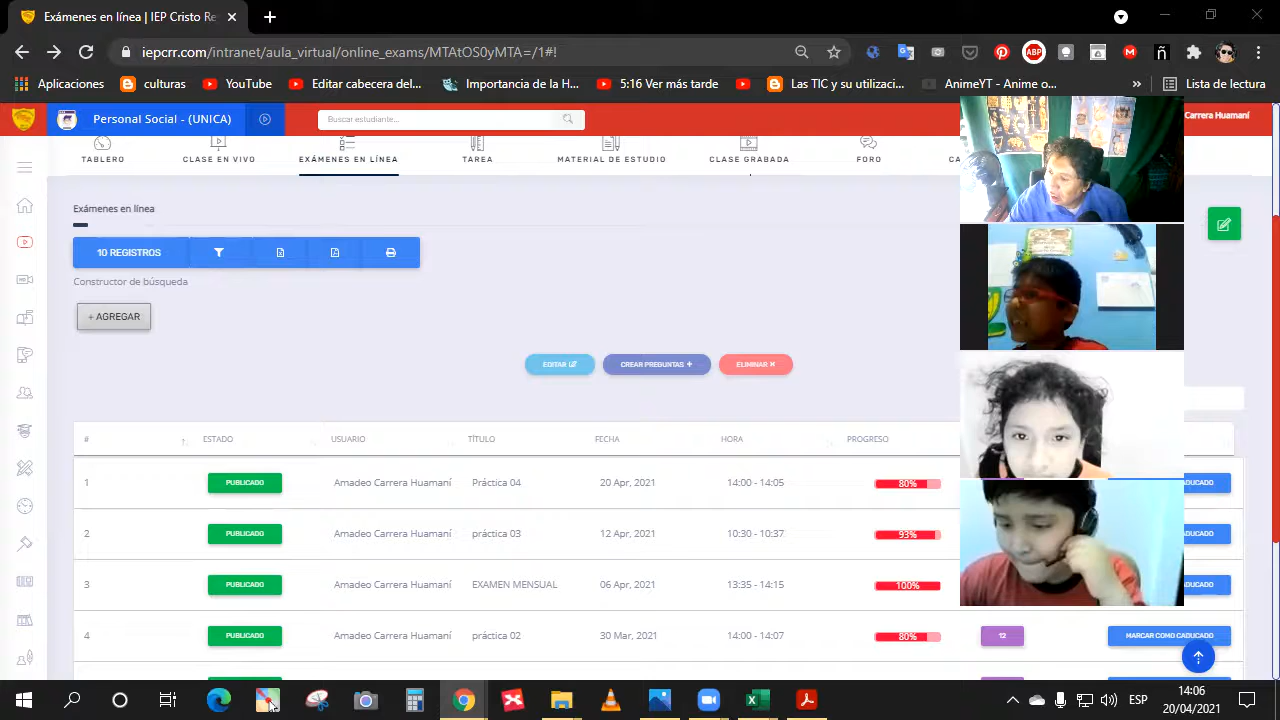 Exámenes en línea | IEP Cristo Re
iepcrr.com/intranet/aula_virtual/online_exams/MTAtOS0yMTA=/1#!
Aplicaciones culturas YouTube Editar cabecera del... Importancia de la H... 5:16 Ver más tarde Las TIC y su utilizaci... AnimeYT - Anime o... » Lista de lectura
Personal Social - (UNICA) Buscar estudiante... Carrera Huamaní
TABLERO CLASE EN VIVO EXÁMENES EN LÍNEA TAREA MATERIAL DE ESTUDIO CLASE GRABADA FORO CA
Exámenes en línea
10 REGISTROS
Constructor de búsqueda
+ AGREGAR
EDITAR CREAR PREGUNTAS + ELIMINAR ×
# ESTADO USUARIO TÍTULO FECHA HORA PROGRESO
1 PUBLICADO Amadeo Carrera Huamaní Práctica 04 20 Apr, 2021 14:00 - 14:05 80% ADUCADO
2 PUBLICADO Amadeo Carrera Huamaní práctica 03 12 Apr, 2021 10:30 - 10:37 93% ADUCADO
3 PUBLICADO Amadeo Carrera Huamaní EXAMEN MENSUAL 06 Apr, 2021 13:35 - 14:15 100% ADUCADO
4 PUBLICADO Amadeo Carrera Huamaní práctica 02 30 Mar, 2021 14:00 - 14:07 80% 12 MARCAR COMO CADUCADO
ESP 14:06
20/04/2021